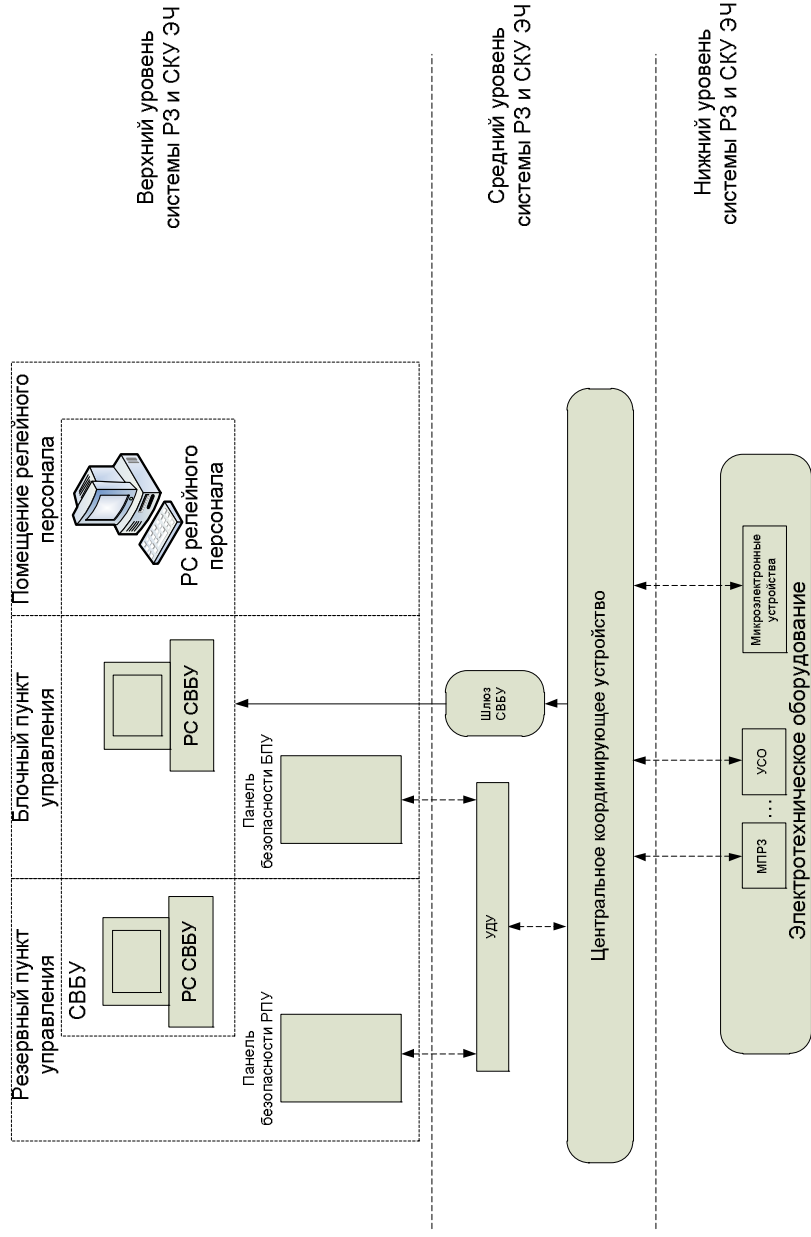 Резервный пункт
управления
Блочный пункт
управления
Помещение релейного
персонала
Верхний уровень
системы РЗ и СКУ ЭЧ
СВБУ
РС СВБУ
РС СВБУ
РС релейного
персонала
Панель
безопасности РПУ
Панель
безопасности БПУ
Средний уровень
системы РЗ и СКУ ЭЧ
УДУ
Шлюз
СВБУ
Центральное координирующее устройство
Нижний уровень
системы РЗ и СКУ ЭЧ
МПРЗ
...
УСО
Микроэлектронные
устройства
Электротехническое оборудование